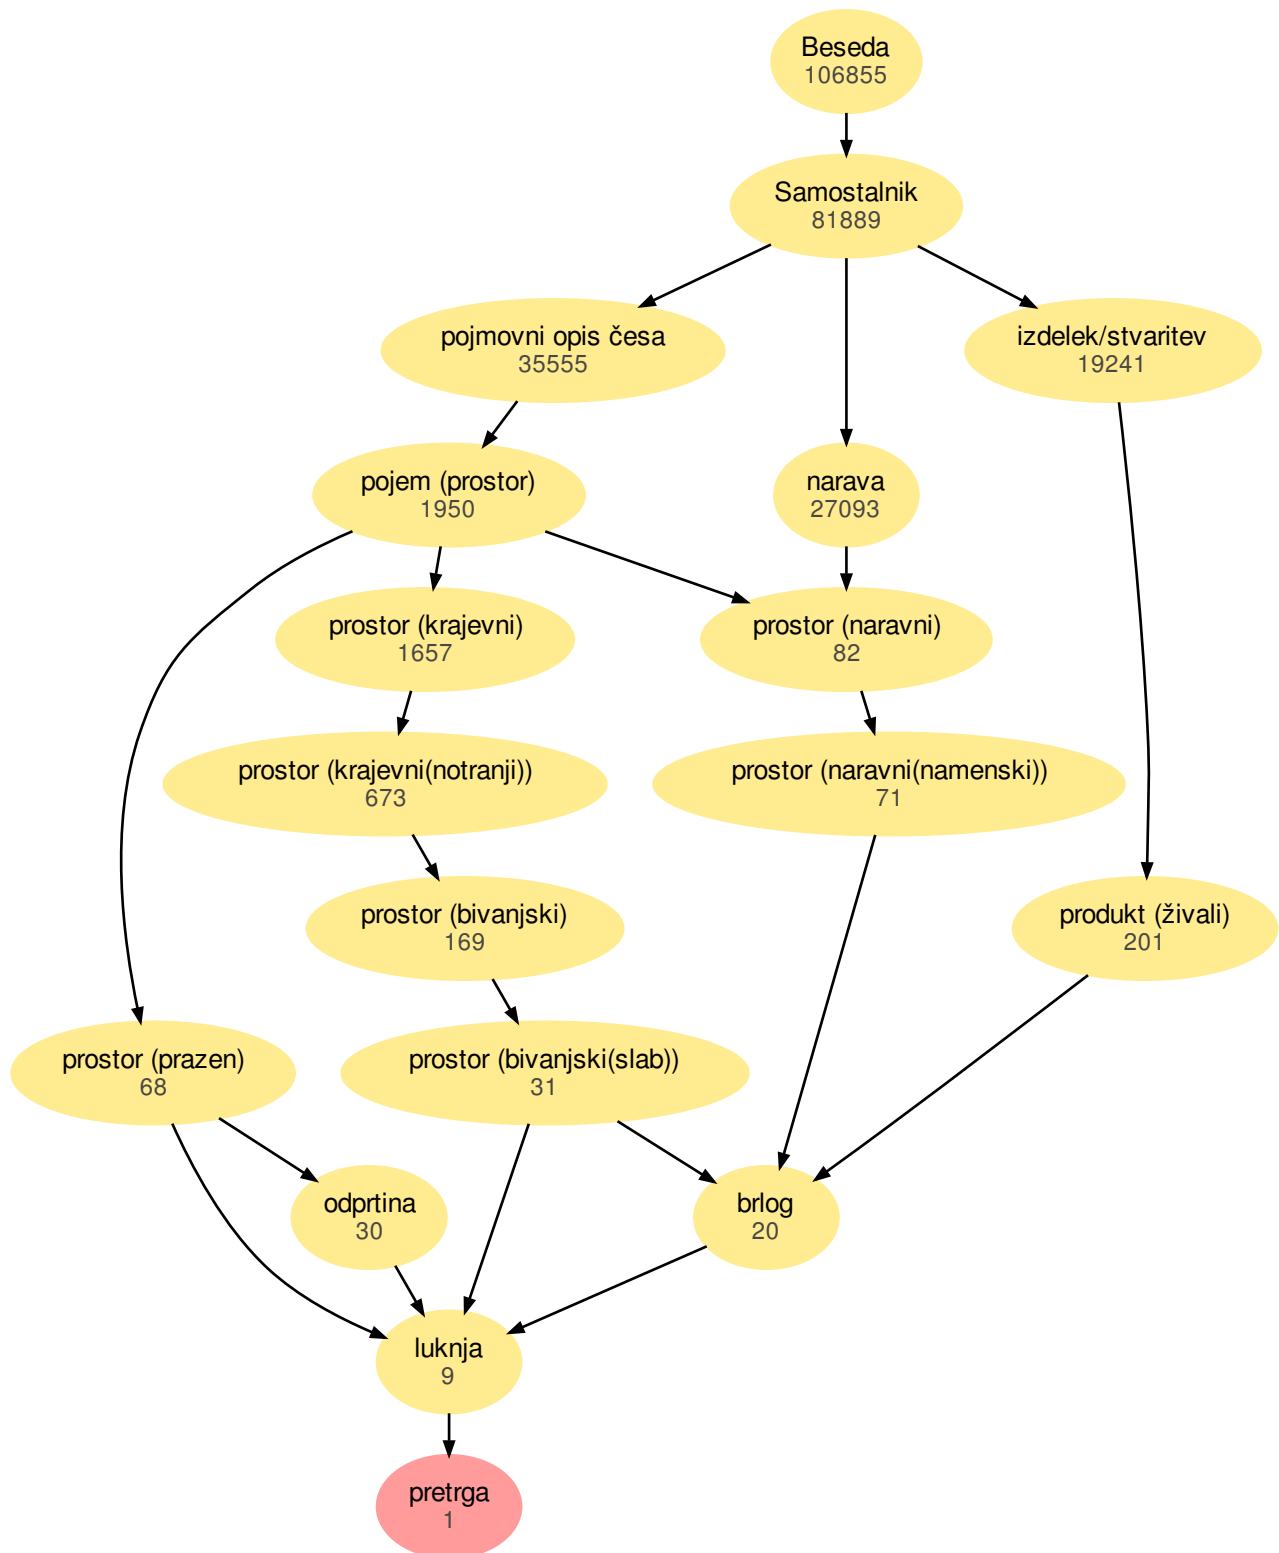 Beseda
106855
Samostalnik
81889
pojmovni opis česa
35555
izdelek/stvaritev
19241
pojem (prostor)
1950
narava
27093
prostor (krajevni)
1657
prostor (naravni)
82
prostor (krajevni(notranji))
673
prostor (naravni(namenski))
71
prostor (bivanjski)
169
produkt (živali)
201
prostor (prazen)
68
prostor (bivanjski(slab))
31
odprtina
30
brlog
20
luknja
9
pretrga
1